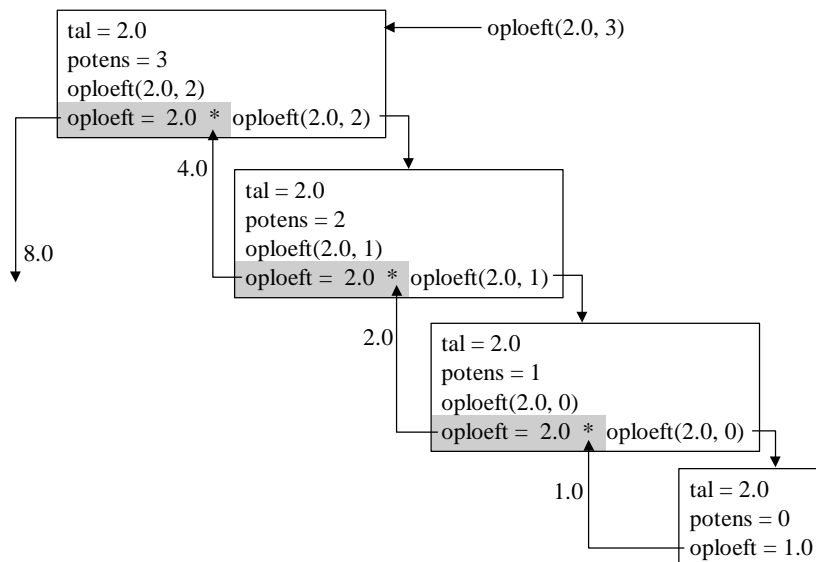 oploeft(2.0, 3)
tal = 2.0
potens = 3
oploeft(2.0, 2)
oploeft = 2.0 * oploeft(2.0, 2)
4.0
8.0
tal = 2.0
potens = 2
oploeft(2.0, 1)
oploeft = 2.0 * oploeft(2.0, 1)
2.0
tal = 2.0
potens = 1
oploeft(2.0, 0)
oploeft = 2.0 * oploeft(2.0, 0)
1.0
tal = 2.0
potens = 0
oploeft = 1.0